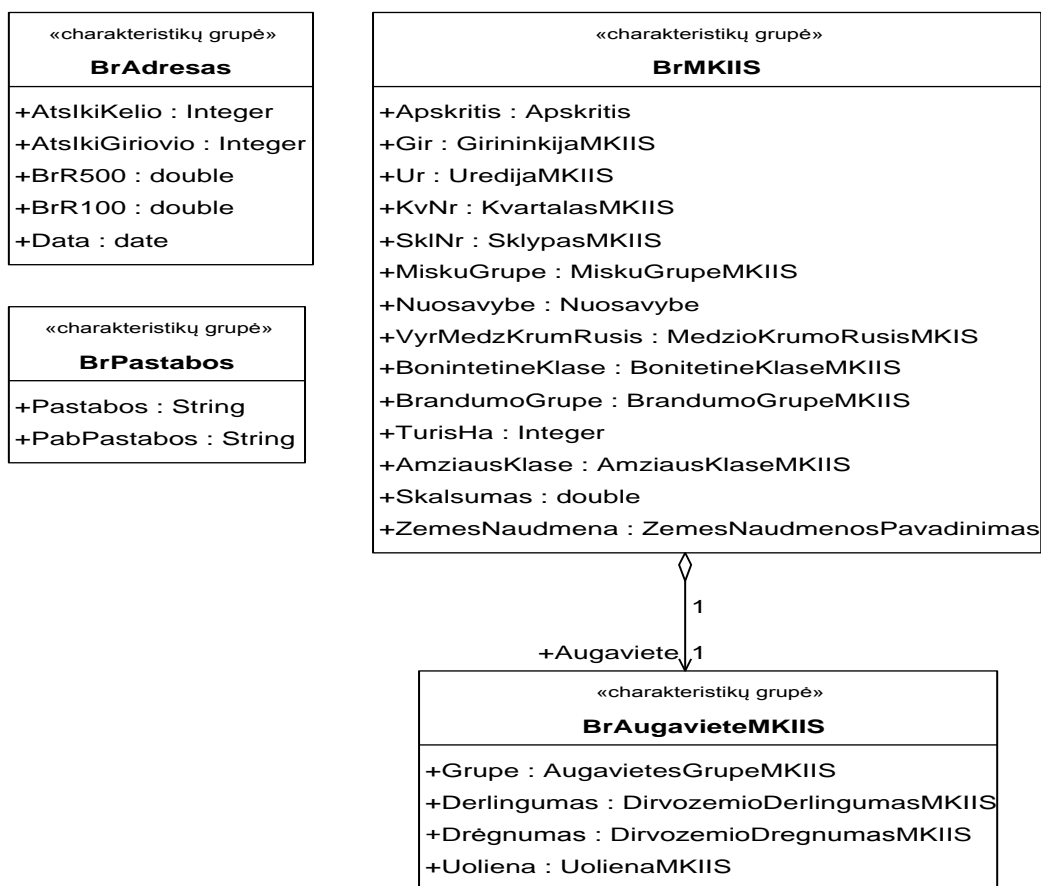 «charakteristikų grupė»
BrAdresas
+AtsIkiKelio : Integer
+AtsIkiGiriovio : Integer
+BrR500 : double
+BrR100 : double
+Data : date
«charakteristikų grupė»
BrPastabos
+Pastabos : String
+PabPastabos : String
«charakteristikų grupė»
BrMKIIS
+Apskritis : Apskritis
+Gir : GirininkijaMKIIS
+Ur : UredijaMKIIS
+KvNr : KvartalasMKIIS
+SklNr : SklypasMKIIS
+MiskuGrupe : MiskuGrupeMKIIS
+Nuosavybe : Nuosavybe
+VyrMedzKrumRusis : MedzioKrumoRusisMKIS
+BonintetineKlase : BonitetineKlaseMKIIS
+BrandumoGrupe : BrandumoGrupeMKIIS
+TurisHa : Integer
+AmziausKlase : AmziausKlaseMKIIS
+Skalsumas : double
+ZemesNaudmena : ZemesNaudmenosPavadinimas
1
+Augaviete 1
«charakteristikų grupė»
BrAugavieteMKIIS
+Grupe : AugavietesGrupeMKIIS
+Derlingumas : DirvozemioDerlingumasMKIIS
+Drėgnumas : DirvozemioDregnumasMKIIS
+Uoliena : UolienaMKIIS